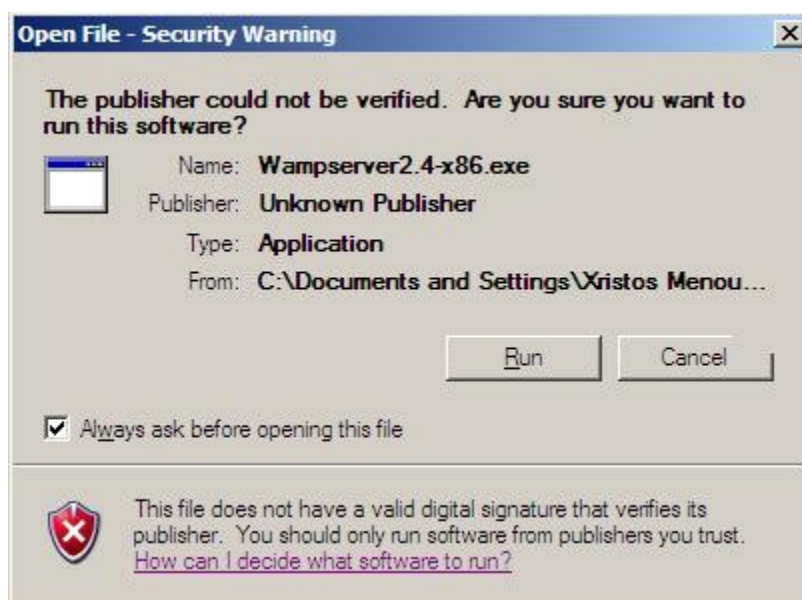 Open File - Security Warning
The publisher could not be verified. Are you sure you want to
run this software?
Name: Wampserver2.4-x86.exe
Publisher: Unknown Publisher
Type: Application
From: C:\Documents and Settings\Xristos Menou...
Run Cancel
Always ask before opening this file
This file does not have a valid digital signature that verifies its
publisher. You should only run software from publishers you trust.
How can I decide what software to run?